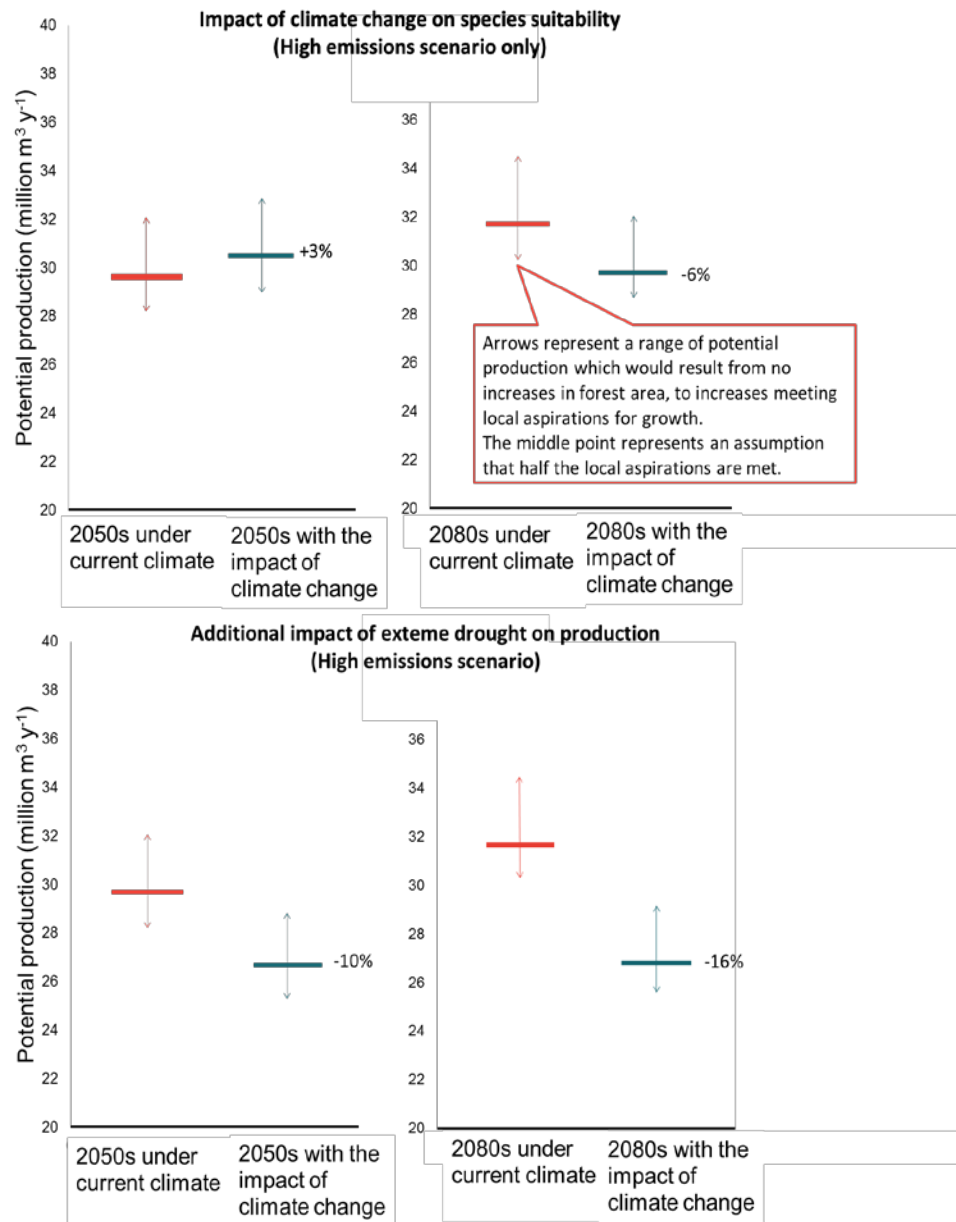 Impact of climate change on species suitability
(High emissions scenario only)
Potential production (million m³ y⁻¹)
40
38
36
34
32
30
28
26
24
22
20
+3%
2050s under
current climate
2050s with the
impact of
climate change
36
34
32
30
28
26
24
22
20
-6%
Arrows represent a range of potential
production which would result from no
increases in forest area, to increases meeting
local aspirations for growth.
The middle point represents an assumption
that half the local aspirations are met.
2080s under
current climate
2080s with the
impact of
climate change
Additional impact of exteme drought on production
(High emissions scenario)
Potential production (million m³ y⁻¹)
40
38
36
34
32
30
28
26
24
22
20
-10%
2050s under
current climate
2050s with the
impact of
climate change
36
34
32
30
28
26
24
22
20
-16%
2080s under
current climate
2080s with the
impact of
climate change